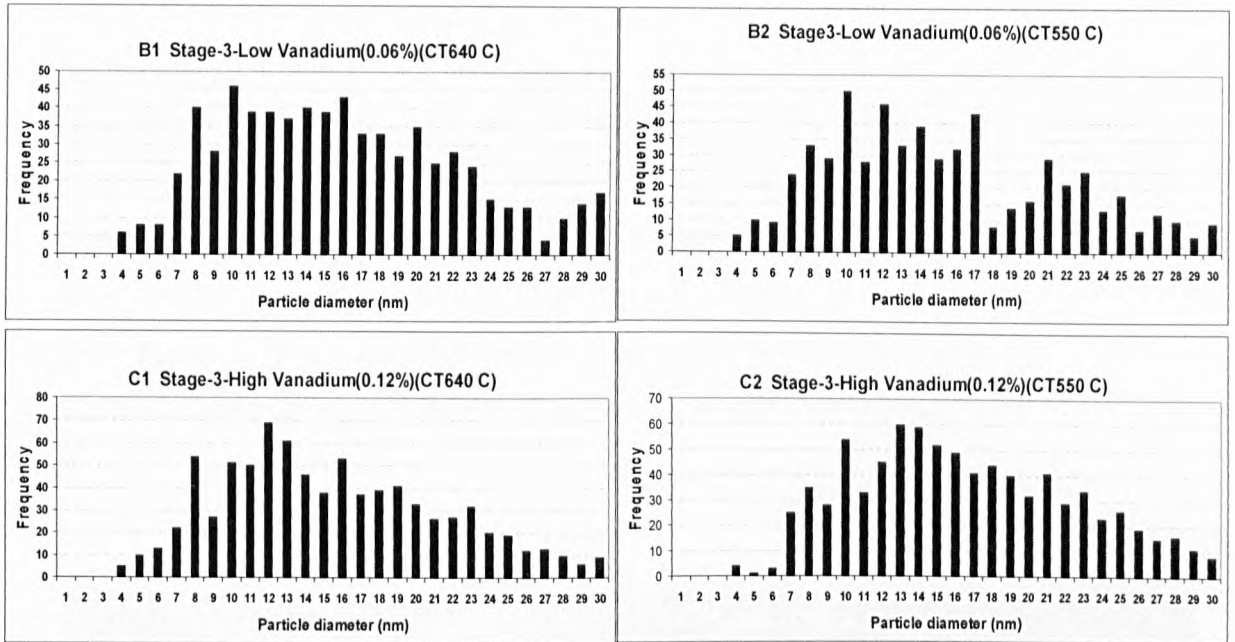 B1 Stage-3-Low Vanadium(0.06%)(CT640 C)
Frequency
50
45
40
35
30
25
20
15
10
5
0
1 2 3 4 5 6 7 8 9 10 11 12 13 14 15 16 17 18 19 20 21 22 23 24 25 26 27 28 29 30
Particle diameter (nm)
B2 Stage3-Low Vanadium(0.06%)(CT550 C)
Frequency
55
50
45
40
35
30
25
20
15
10
5
0
1 2 3 4 5 6 7 8 9 10 11 12 13 14 15 16 17 18 19 20 21 22 23 24 25 26 27 28 29 30
Particle diameter (nm)
C1 Stage-3-High Vanadium(0.12%)(CT640 C)
Frequency
80
70
60
50
40
30
20
10
0
1 2 3 4 5 6 7 8 9 10 11 12 13 14 15 16 17 18 19 20 21 22 23 24 25 26 27 28 29 30
Particle diameter (nm)
C2 Stage-3-High Vanadium(0.12%)(CT550 C)
Frequency
70
60
50
40
30
20
10
0
1 2 3 4 5 6 7 8 9 10 11 12 13 14 15 16 17 18 19 20 21 22 23 24 25 26 27 28 29 30
Particle diameter (nm)